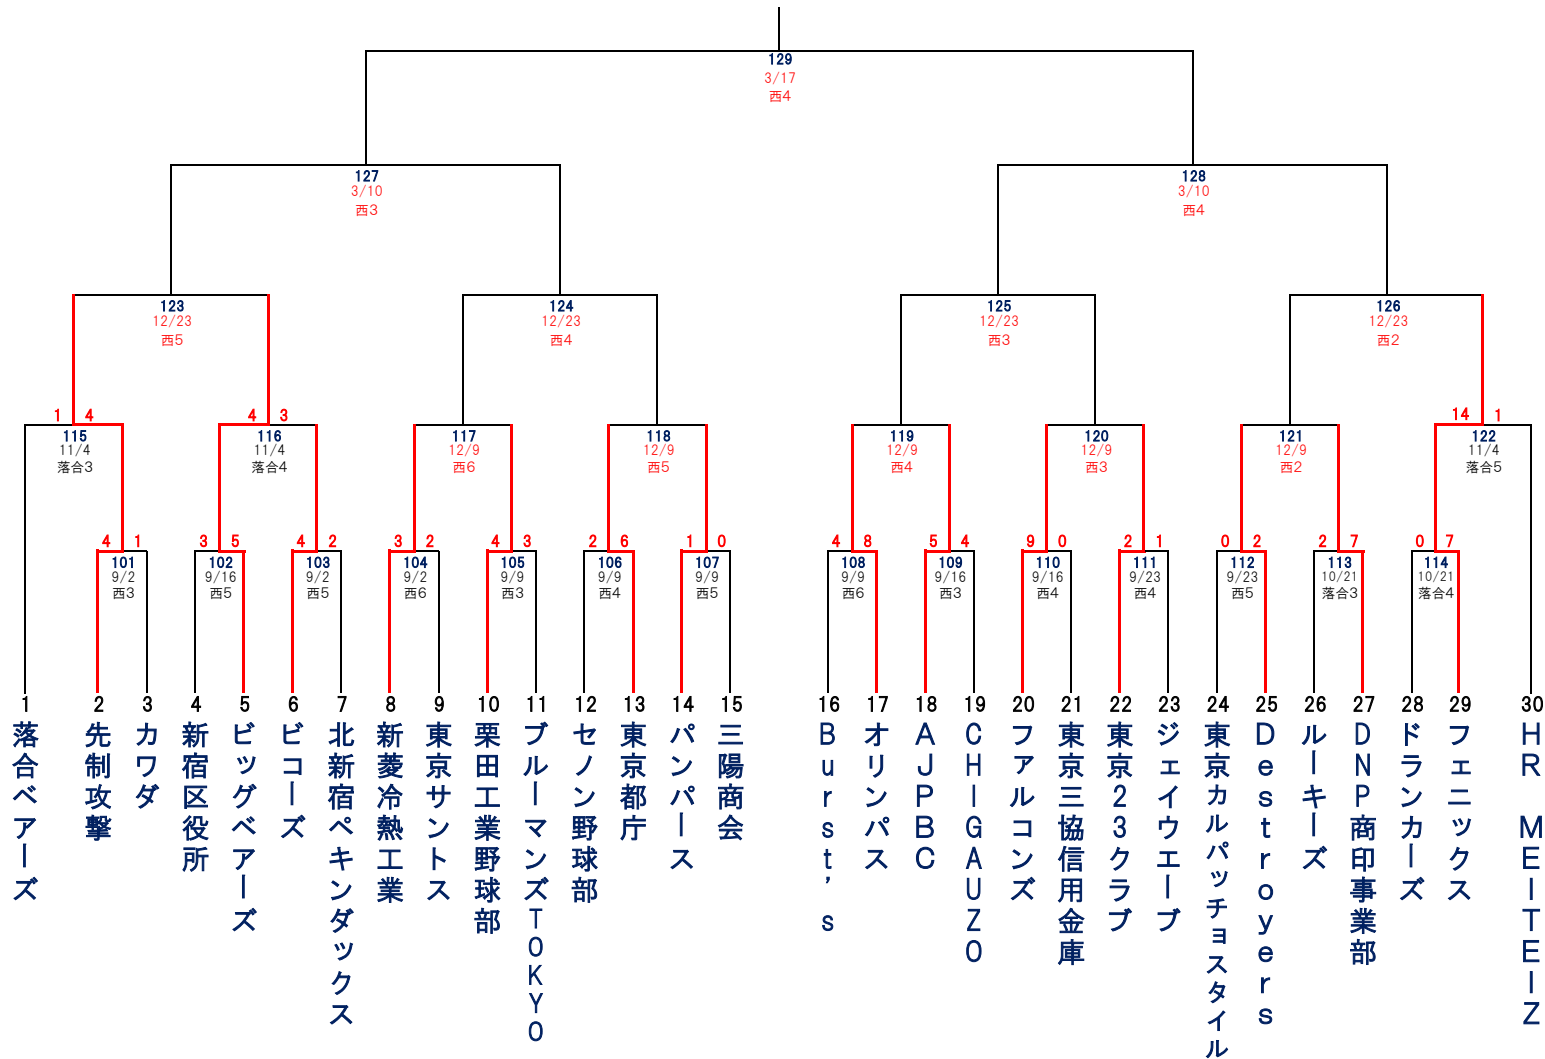 129
3/17
西4
127
3/10
西3
128
3/10
西4
123
12/23
西5
124
12/23
西4
125
12/23
西3
126
12/23
西2
1 4
115
11/4
落合3
4 3
116
11/4
落合4
117
12/9
西6
118
12/9
西5
119
12/9
西4
120
12/9
西3
121
12/9
西2
14 1
122
11/4
落合5
4 1
101
9/2
西3
3 5
102
9/16
西5
4 2
103
9/2
西5
3 2
104
9/2
西6
4 3
105
9/9
西3
2 6
106
9/9
西4
1 0
107
9/9
西5
4 8
108
9/9
西6
5 4
109
9/16
西3
9 0
110
9/16
西4
2 1
111
9/23
西4
0 2
112
9/23
西5
2 7
113
10/21
落合3
0 7
114
10/21
落合4
1
落合ベアーズ
2
先制攻撃
3
カワダ
4
新宿区役所
5
ビッグベアーズ
6
ビコーズ
7
北新宿ペキンダックス
8
新菱冷熱工業
9
東京サントス
10
栗田工業野球部
11
ブルーマンズTOKYO
12
セノン野球部
13
東京都庁
14
パンパース
15
三陽商会
16
Burst’s
17
オリンパス
18
AJPBC
19
CHIGAUZO
20
ファルコンズ
21
東京三協信用金庫
22
東京23クラブ
23
ジェイウエーブ
24
東京カルパッチョスタイル
25
Destroyers
26
ルーキーズ
27
DNP商印事業部
28
ドランカーズ
29
フェニックス
30
HR MEITEIZ